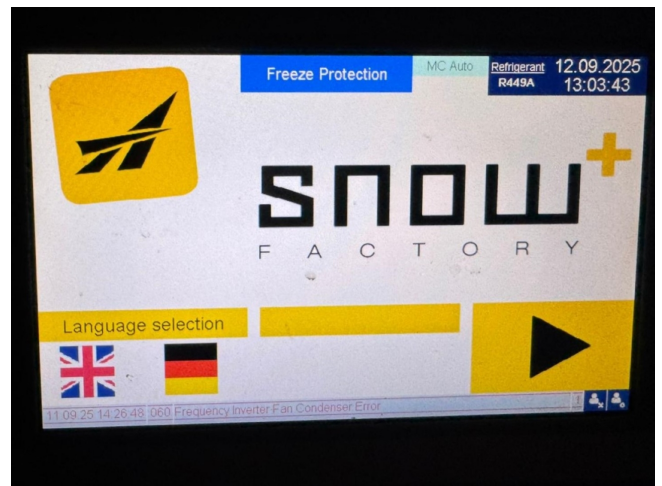 Freeze Protection
MC Auto
Refrigerant
R449A
12.09.2025
13:03:43
snow+
FACTORY
Language selection
11.09.25 14:26:48 060 Frequency Inverter Fan Condenser Error
1